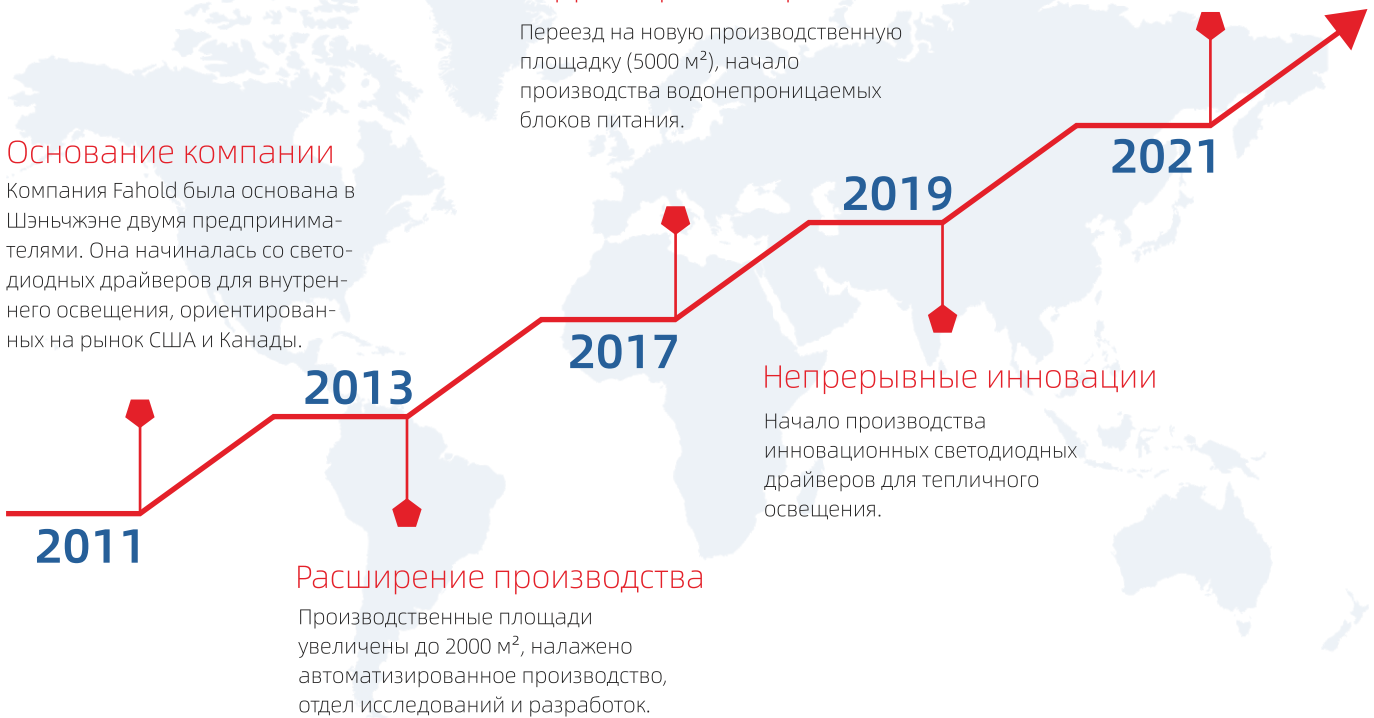 Переезд на новую производственную
площадку (5000 м²), начало
производства водонепроницаемых
блоков питания.
Основание компании
Компания Fahold была основана в
Шэньчжэне двумя предпринима-
телями. Она начиналась со свето-
диодных драйверов для внутрен-
него освещения, ориентирован-
ных на рынок США и Канады.
2011
2013
2017
2019
2021
Расширение производства
Производственные площади
увеличены до 2000 м², налажено
автоматизированное производство,
отдел исследований и разработок.
Непрерывные инновации
Начало производства
инновационных светодиодных
драйверов для тепличного
освещения.